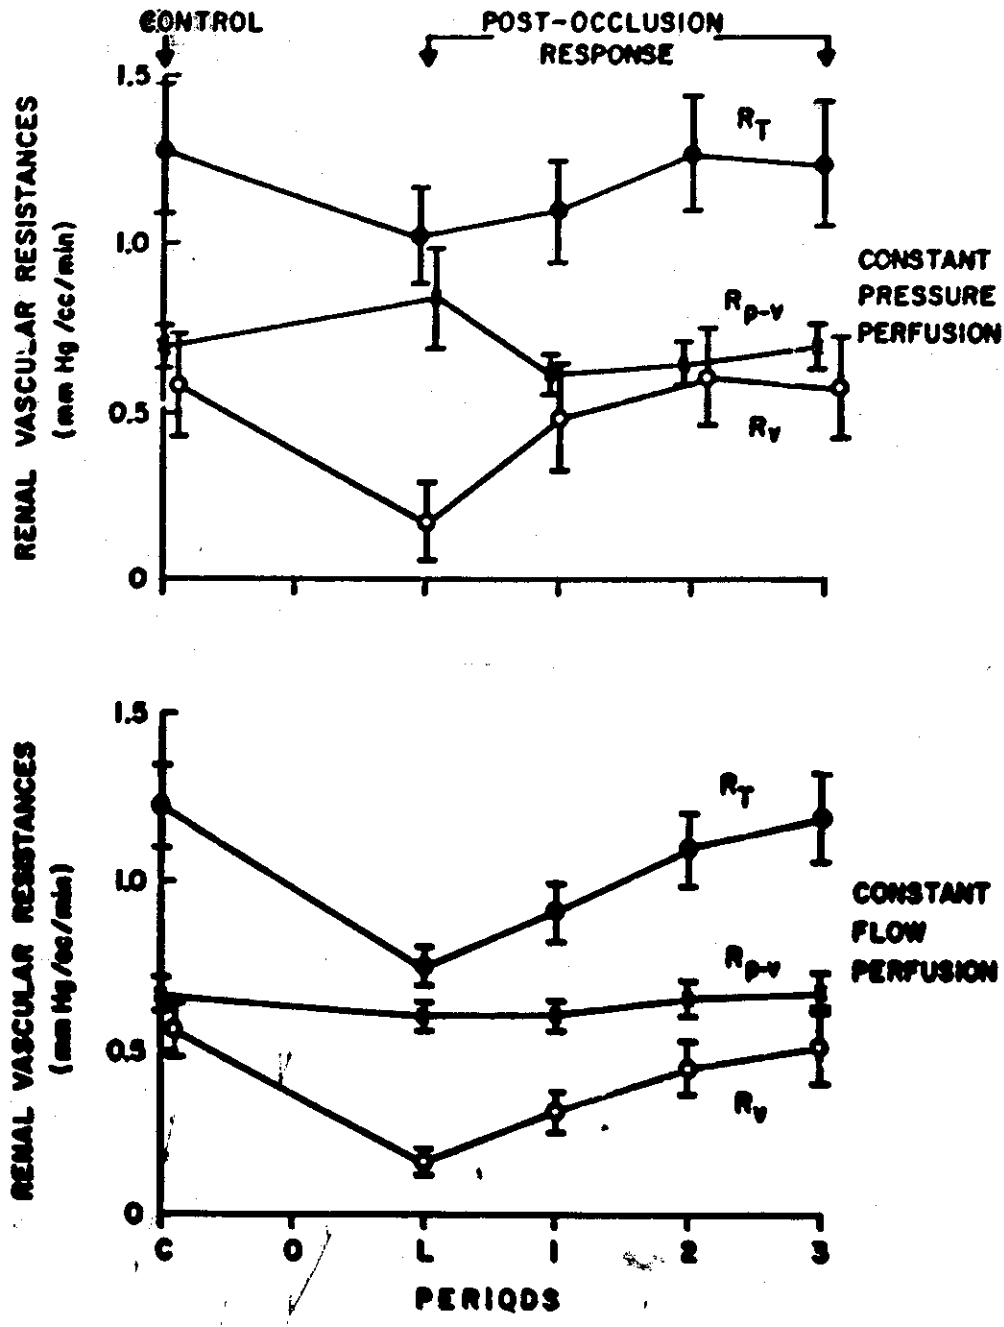 CONTROL
POST-OCCLUSION
RESPONSE
RENAL VASCULAR RESISTANCES
(mm Hg/cc/min)
1.5
1.0
0.5
0
R_T
R_p-v
R_v
CONSTANT
PRESSURE
PERFUSION
RENAL VASCULAR RESISTANCES
(mm Hg/cc/min)
1.5
1.0
0.5
0
R_T
R_p-v
R_v
CONSTANT
FLOW
PERFUSION
C O L 1 2 3
PERIODS